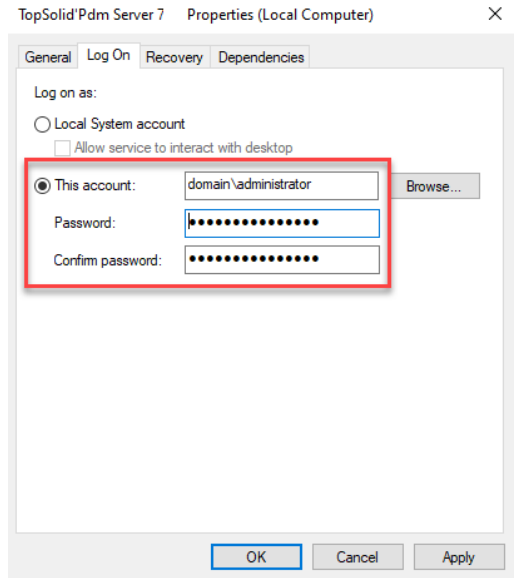 TopSolid'Pdm Server 7 Properties (Local Computer)
General Log On Recovery Dependencies
Log on as:
Local System account
Allow service to interact with desktop
This account: domain\administrator Browse...
Password: •••••••••••••••
Confirm password: •••••••••••••••
OK Cancel Apply